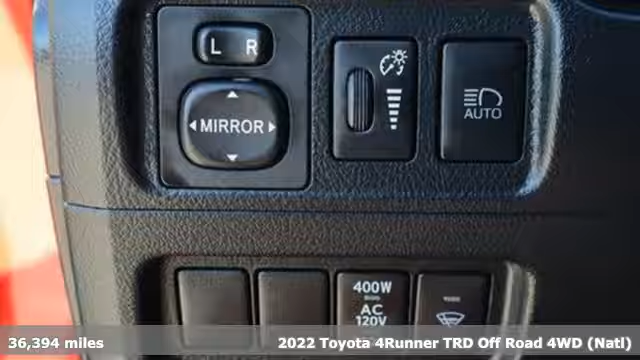 L R
MIRROR
AUTO
400W
AC
120V
36,394 miles
2022 Toyota 4Runner TRD Off Road 4WD (Natl)